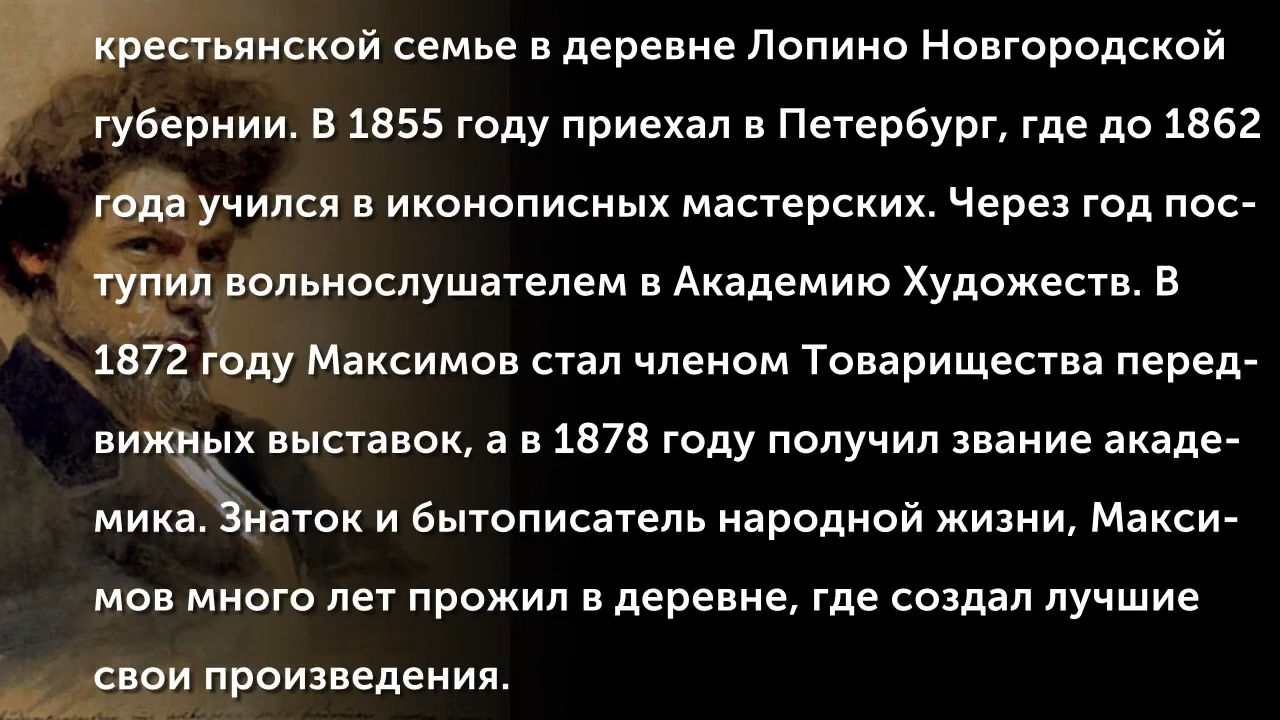 крестьянской семье в деревне Лопино Новгородской
губернии. В 1855 году приехал в Петербург, где до 1862
года учился в иконописных мастерских. Через год пос-
тупил вольнослушателем в Академию Художеств. В
1872 году Максимов стал членом Товарищества перед-
вижных выставок, а в 1878 году получил звание акаде-
мика. Знаток и бытописатель народной жизни, Макси-
мов много лет прожил в деревне, где создал лучшие
свои произведения.